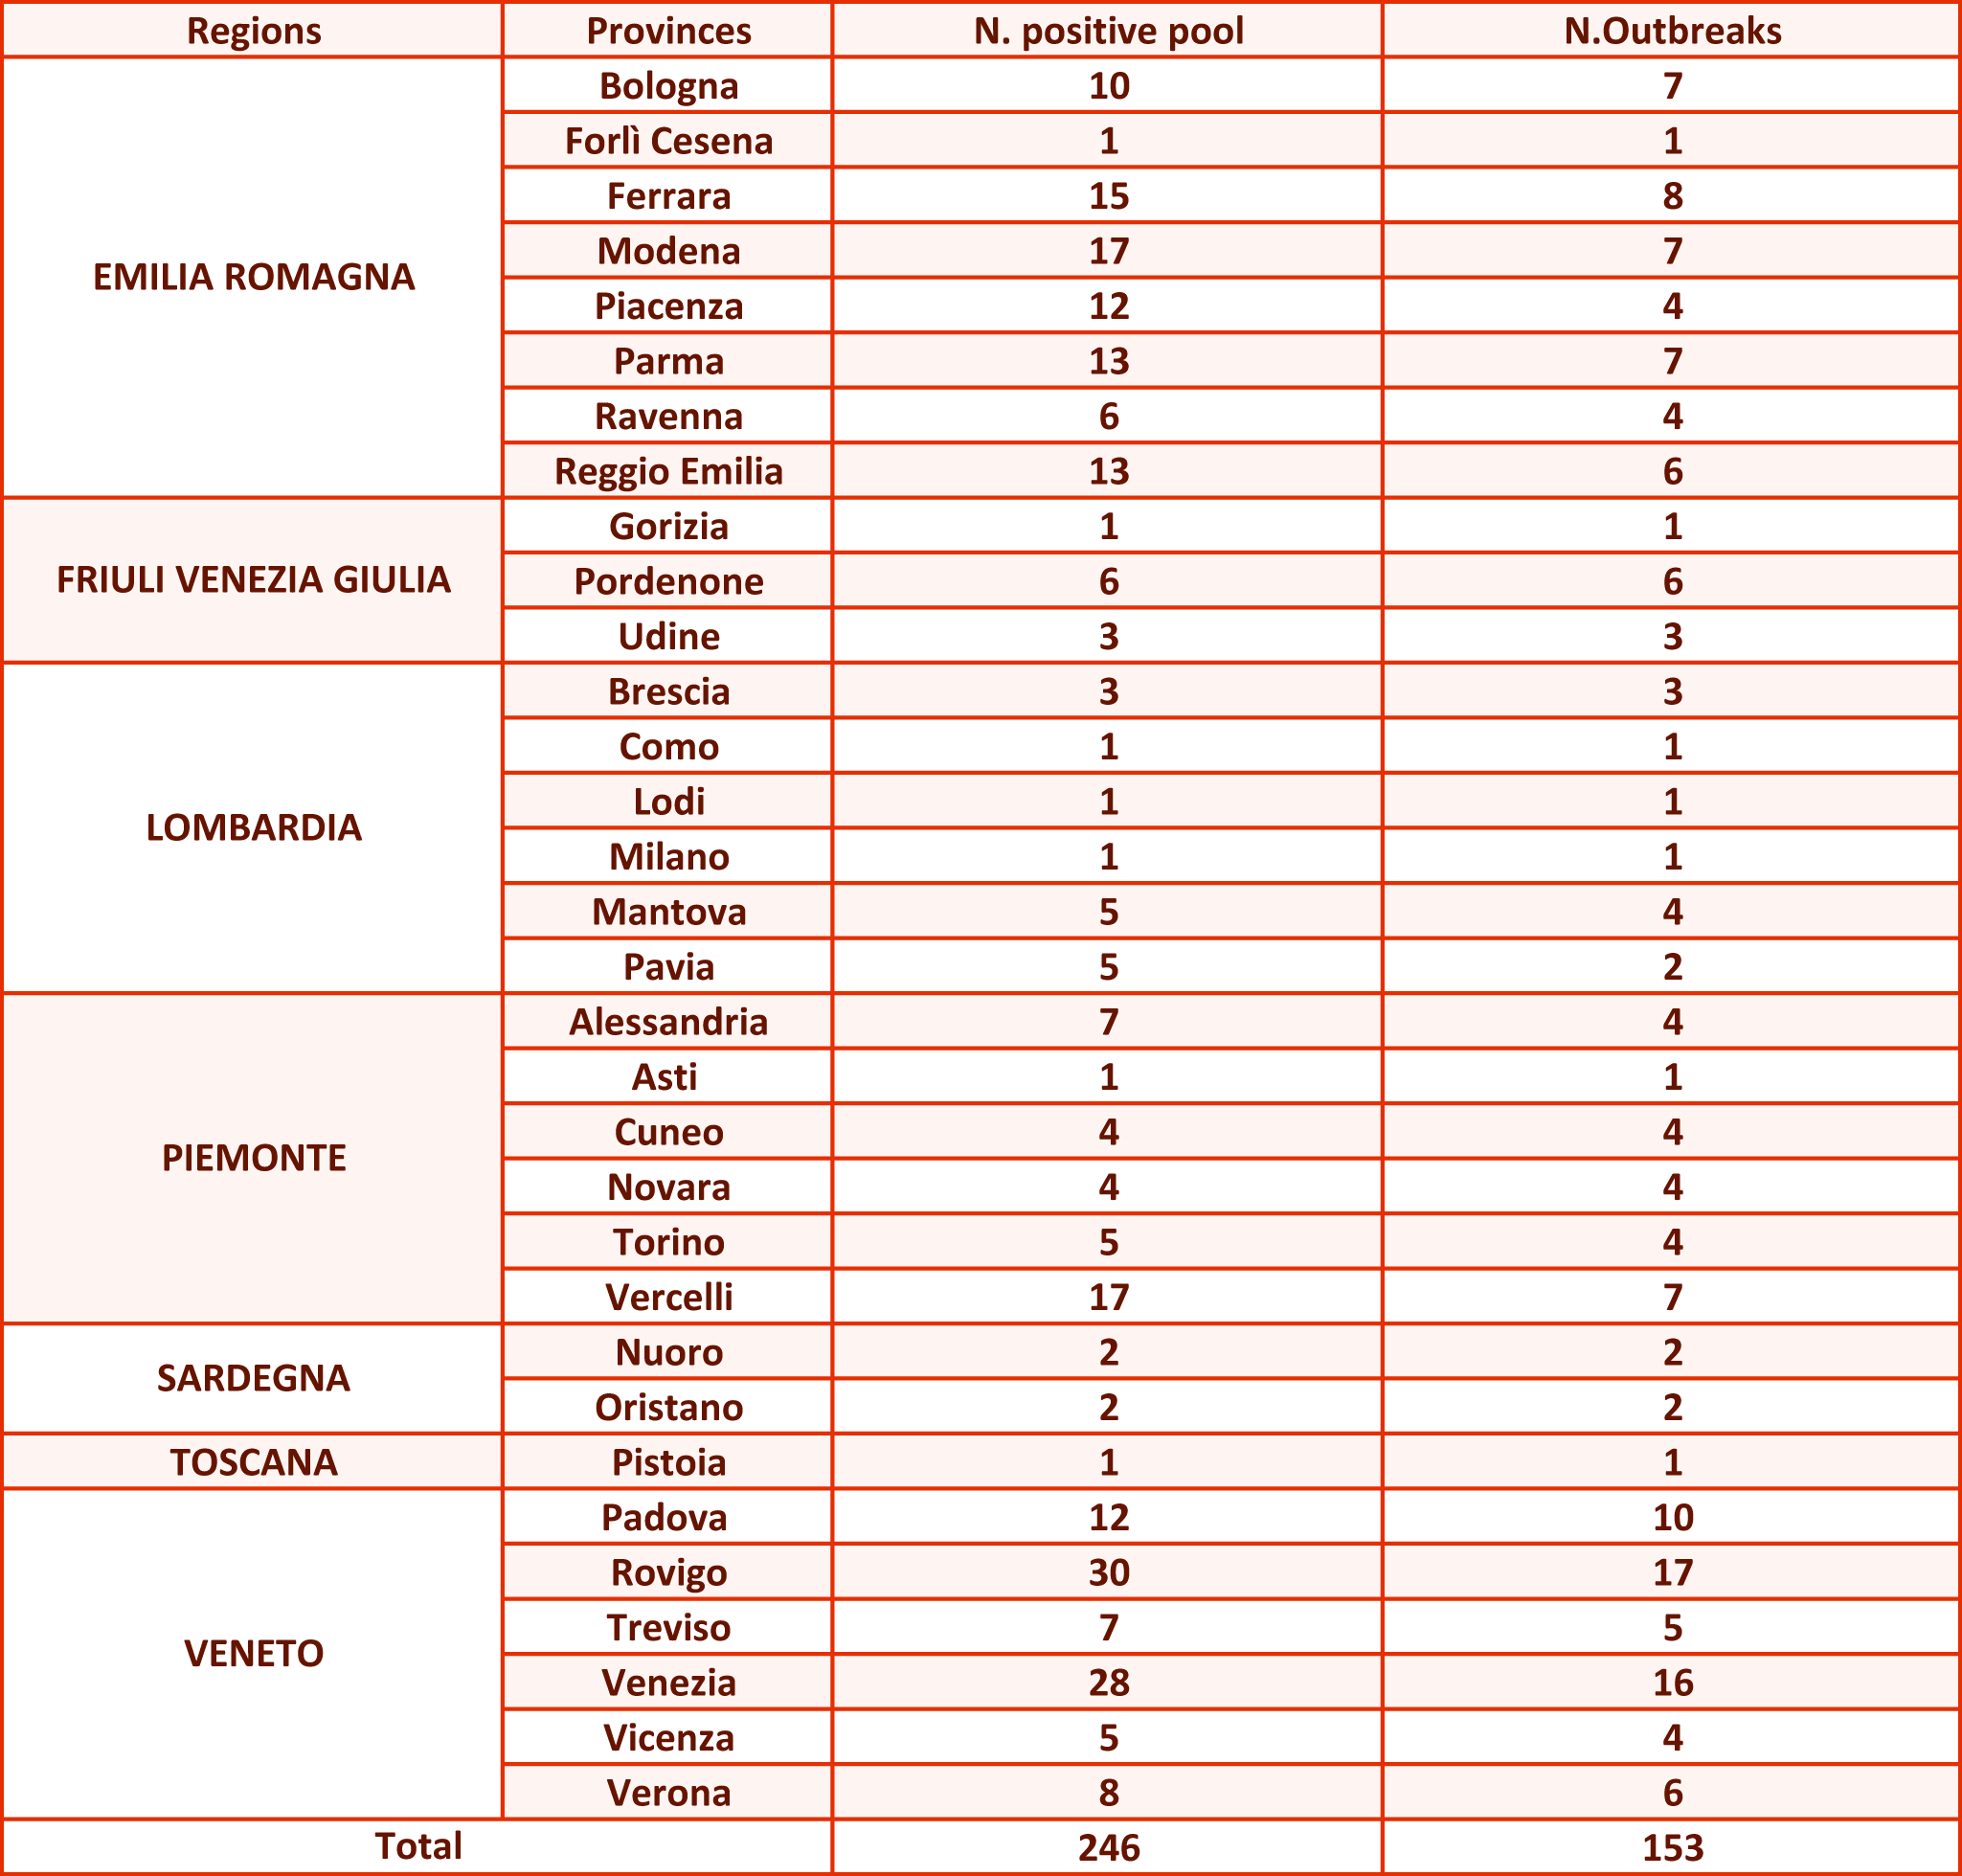 Regions Provinces N. positive pool N.Outbreaks
EMILIA ROMAGNA
Bologna 10 7
Forlì Cesena 1 1
Ferrara 15 8
Modena 17 7
Piacenza 12 4
Parma 13 7
Ravenna 6 4
Reggio Emilia 13 6
FRIULI VENEZIA GIULIA
Gorizia 1 1
Pordenone 6 6
Udine 3 3
LOMBARDIA
Brescia 3 3
Como 1 1
Lodi 1 1
Milano 1 1
Mantova 5 4
Pavia 5 2
PIEMONTE
Alessandria 7 4
Asti 1 1
Cuneo 4 4
Novara 4 4
Torino 5 4
Vercelli 17 7
SARDEGNA
Nuoro 2 2
Oristano 2 2
TOSCANA Pistoia 1 1
VENETO
Padova 12 10
Rovigo 30 17
Treviso 7 5
Venezia 28 16
Vicenza 5 4
Verona 8 6
Total 246 153